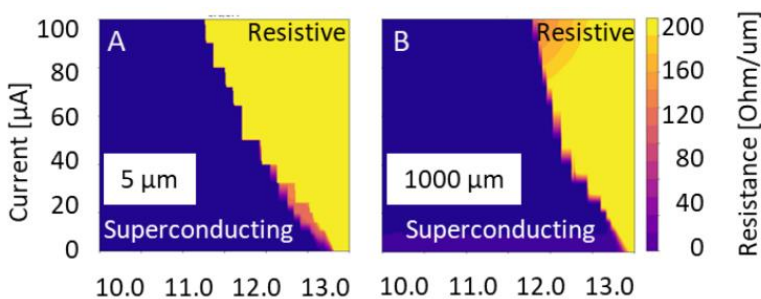 A
B
Resistive
Resistive
5 μm
1000 μm
Superconducting
Superconducting
Current [μA]
100
80
60
40
20
0
10.0 11.0 12.0 13.0
10.0 11.0 12.0 13.0
200
160
120
80
40
0
Resistance [Ohm/um]